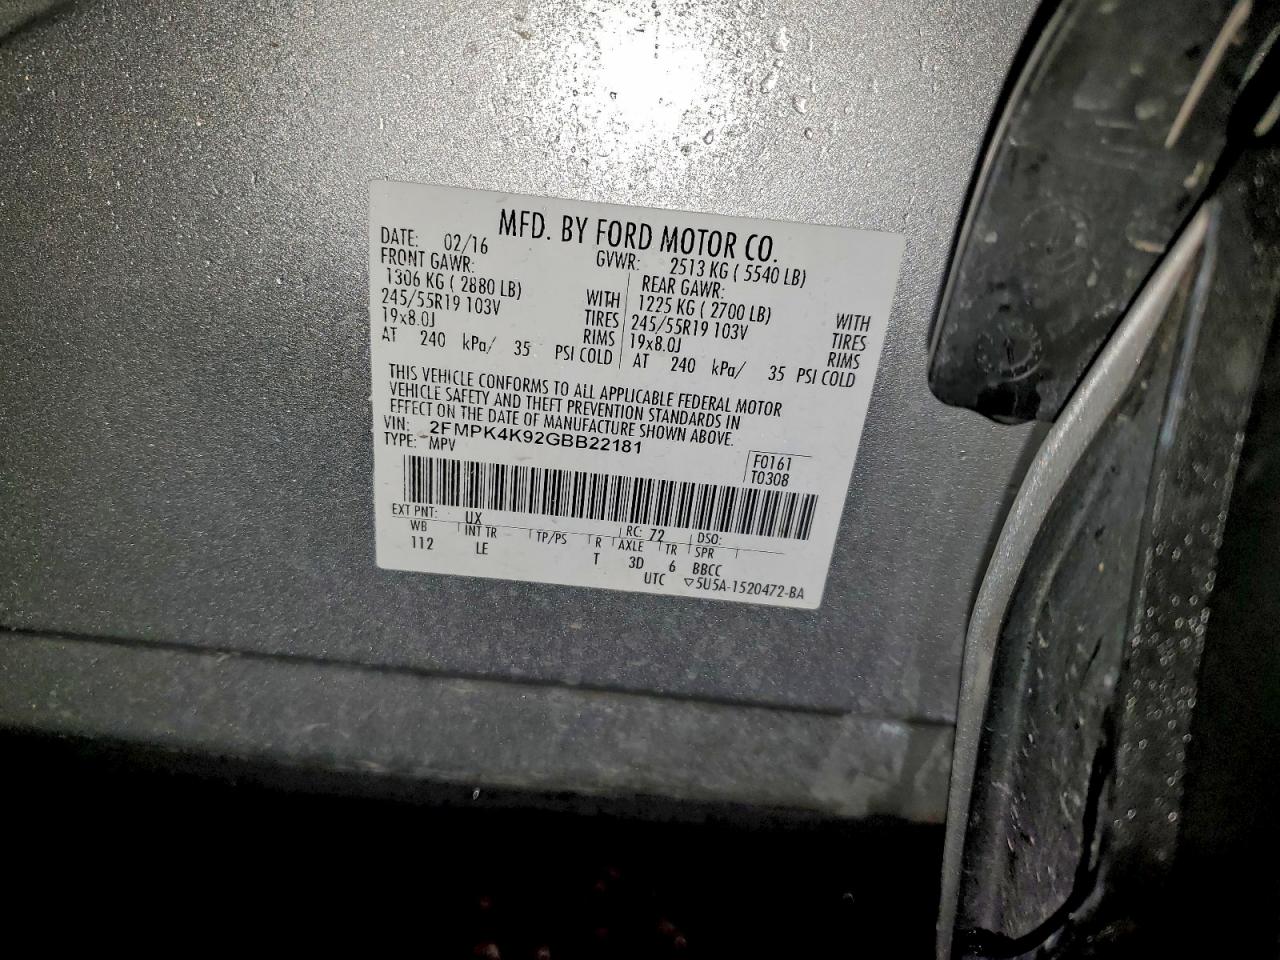 MFD. BY FORD MOTOR CO.
DATE: 02/16 GVWR: 2513 KG ( 5540 LB)
FRONT GAWR: REAR GAWR:
1306 KG ( 2880 LB) WITH 1225 KG ( 2700 LB) WITH
245/55R19 103V TIRES 245/55R19 103V TIRES
19x8.0J RIMS 19x8.0J RIMS
AT 240 kPa/ 35 PSI COLD AT 240 kPa/ 35 PSI COLD
THIS VEHICLE CONFORMS TO ALL APPLICABLE FEDERAL MOTOR
VEHICLE SAFETY AND THEFT PREVENTION STANDARDS IN
EFFECT ON THE DATE OF MANUFACTURE SHOWN ABOVE.
VIN: 2FMPK4K92GBB22181
TYPE: MPV
F0161
T0308
EXT PNT: UX RC: 72 DSO:
WB INT TR TP/PS R AXLE TR SPR
112 LE T 3D 6 BBCC
UTC ▽5U5A-1520472-BA